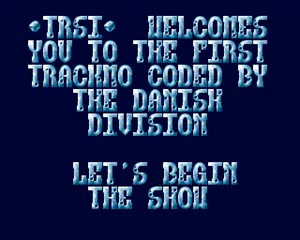 TRSI WELCOMES
YOU TO THE FIRST
TRACKMO CODED BY
THE DANISH
DIVISION
LET'S BEGIN
THE SHOW